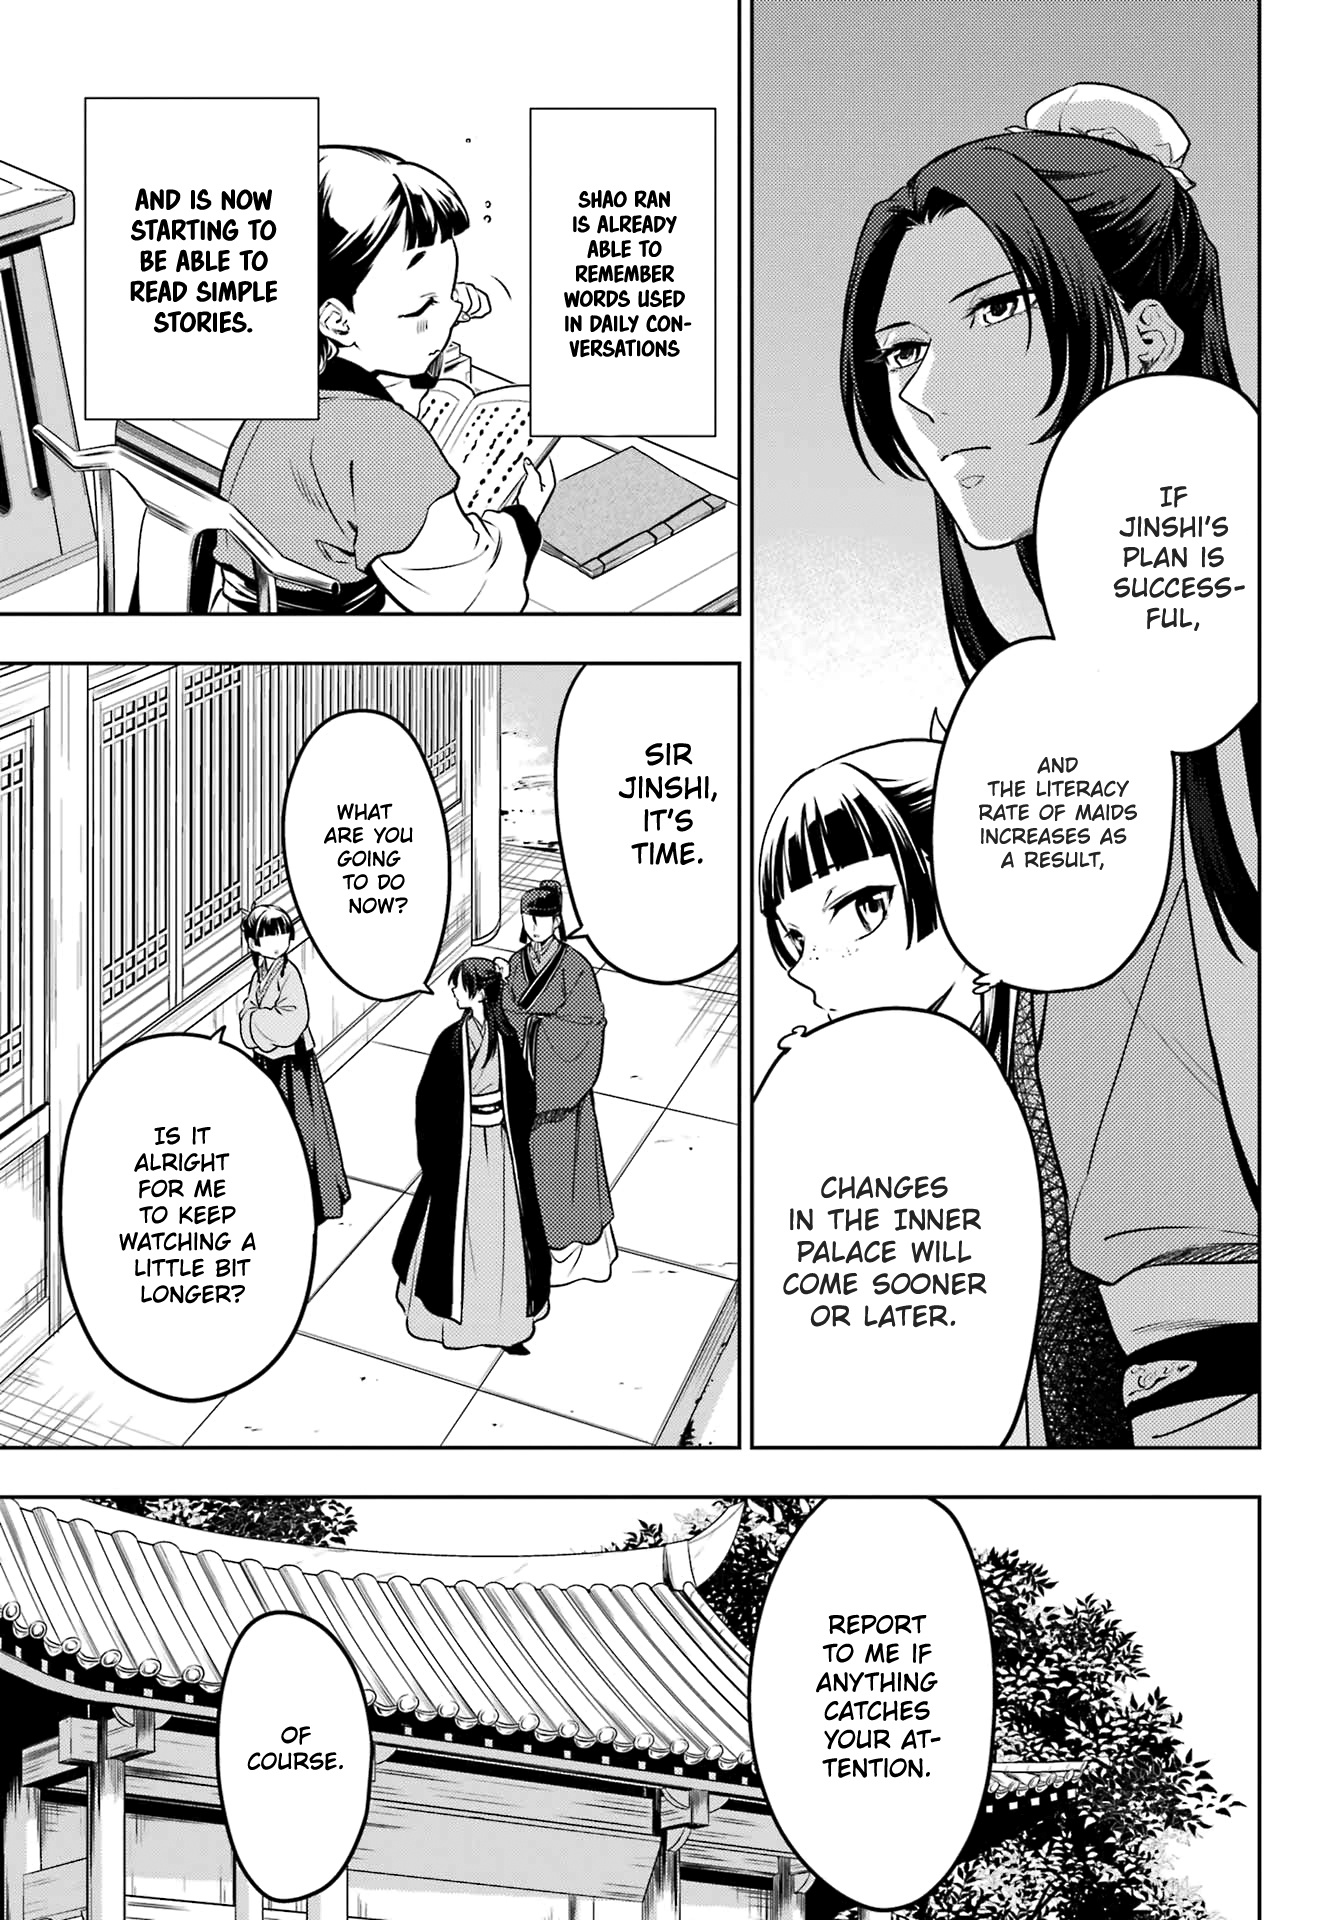 IF
JINSHI'S
PLAN IS
SUCCESS-
FUL,
AND
THE LITERACY
RATE OF MAIDS
INCREASES AS
A RESULT,
CHANGES
IN THE INNER
PALACE WILL
COME SOONER
OR LATER.
SHAO RAN
IS ALREADY
ABLE TO
REMEMBER
WORDS USED
IN DAILY CON-
VERSATIONS
AND IS NOW
STARTING TO
BE ABLE TO
READ SIMPLE
STORIES.
SIR
JINSHI,
IT'S
TIME.
WHAT
ARE YOU
GOING
TO DO
NOW?
IS IT
ALRIGHT
FOR ME
TO KEEP
WATCHING A
LITTLE BIT
LONGER?
REPORT
TO ME IF
ANYTHING
CATCHES
YOUR AT-
TENTION.
OF
COURSE.